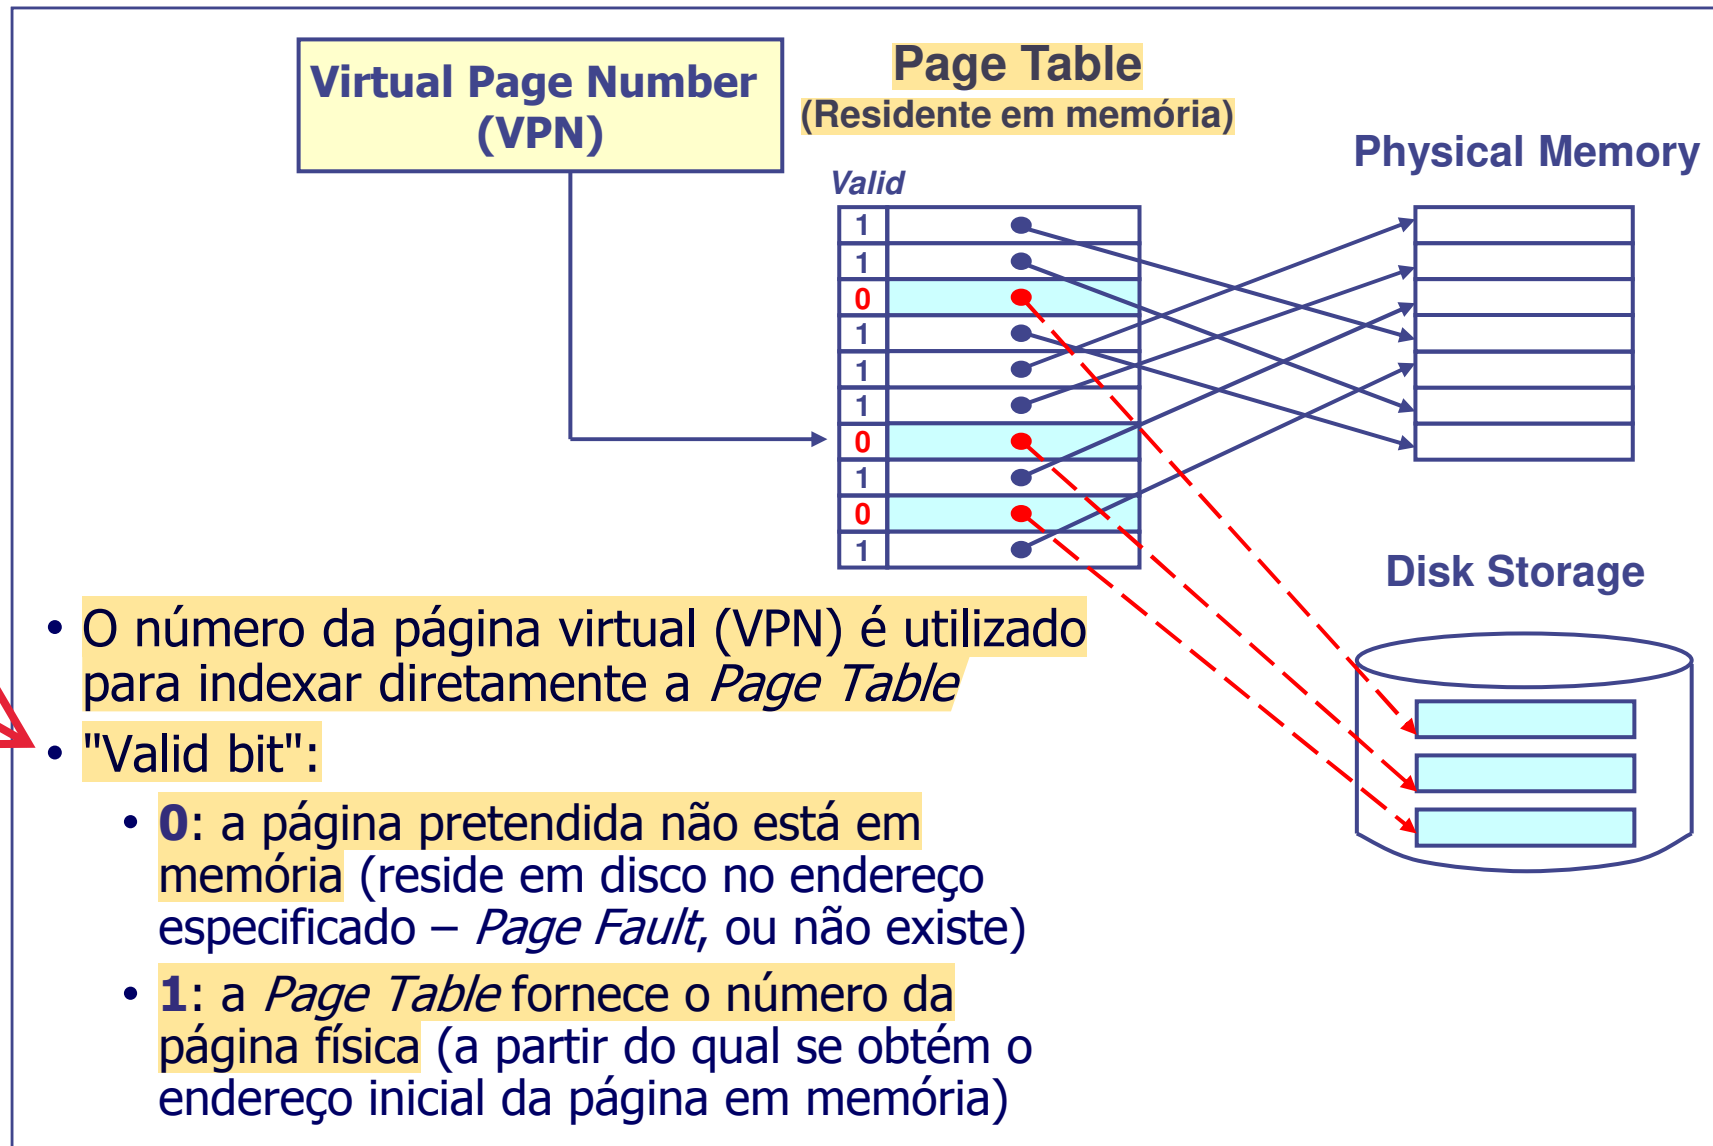 Virtual Page Number
(VPN)
Page Table
(Residente em memória)
Physical Memory
Valid
1
1
0
1
1
1
0
1
0
1
Disk Storage
• O número da página virtual (VPN) é utilizado
para indexar diretamente a Page Table
• "Valid bit":
• 0: a página pretendida não está em
memória (reside em disco no endereço
especificado – Page Fault, ou não existe)
• 1: a Page Table fornece o número da
página física (a partir do qual se obtém o
endereço inicial da página em memória)